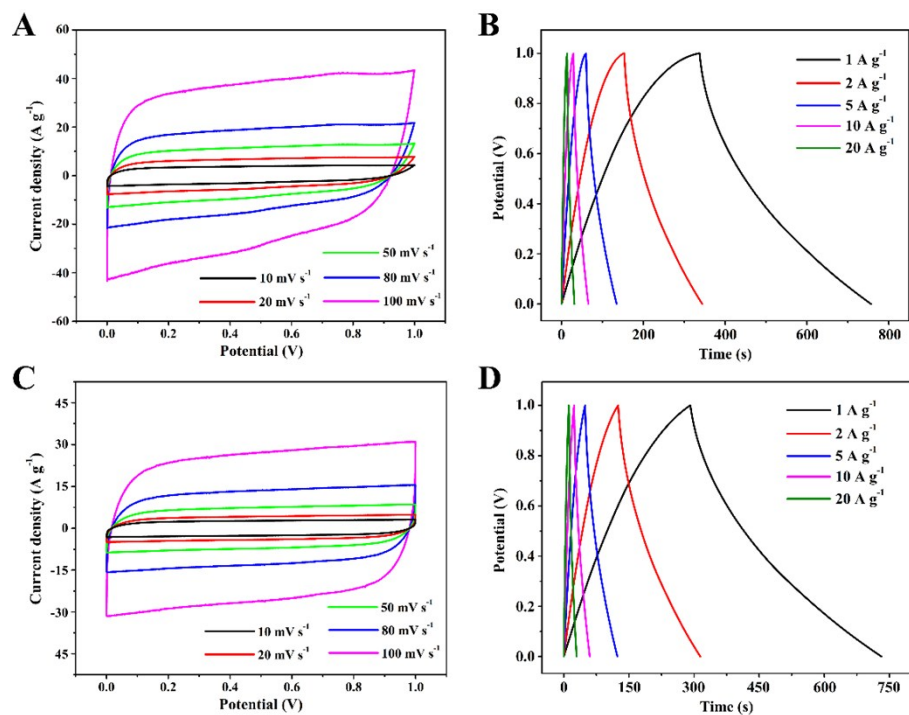 A
60
40
20
0
-20
-40
-60
Current density (A g-1)
50 mV s-1
10 mV s-1
80 mV s-1
20 mV s-1
100 mV s-1
0.0 0.2 0.4 0.6 0.8 1.0
Potential (V)
B
1.0
0.8
0.6
0.4
0.2
0.0
Potential (V)
1 A g-1
2 A g-1
5 A g-1
10 A g-1
20 A g-1
0 200 400 600 800
Time (s)
C
45
30
15
0
-15
-30
45
Current density (A g-1)
50 mV s-1
10 mV s-1
80 mV s-1
20 mV s-1
100 mV s-1
0.0 0.2 0.4 0.6 0.8 1.0
Potential (V)
D
1.0
0.8
0.6
0.4
0.2
0.0
Potential (V)
1 A g-1
2 A g-1
5 A g-1
10 A g-1
20 A g-1
0 150 300 450 600 750
Time (s)